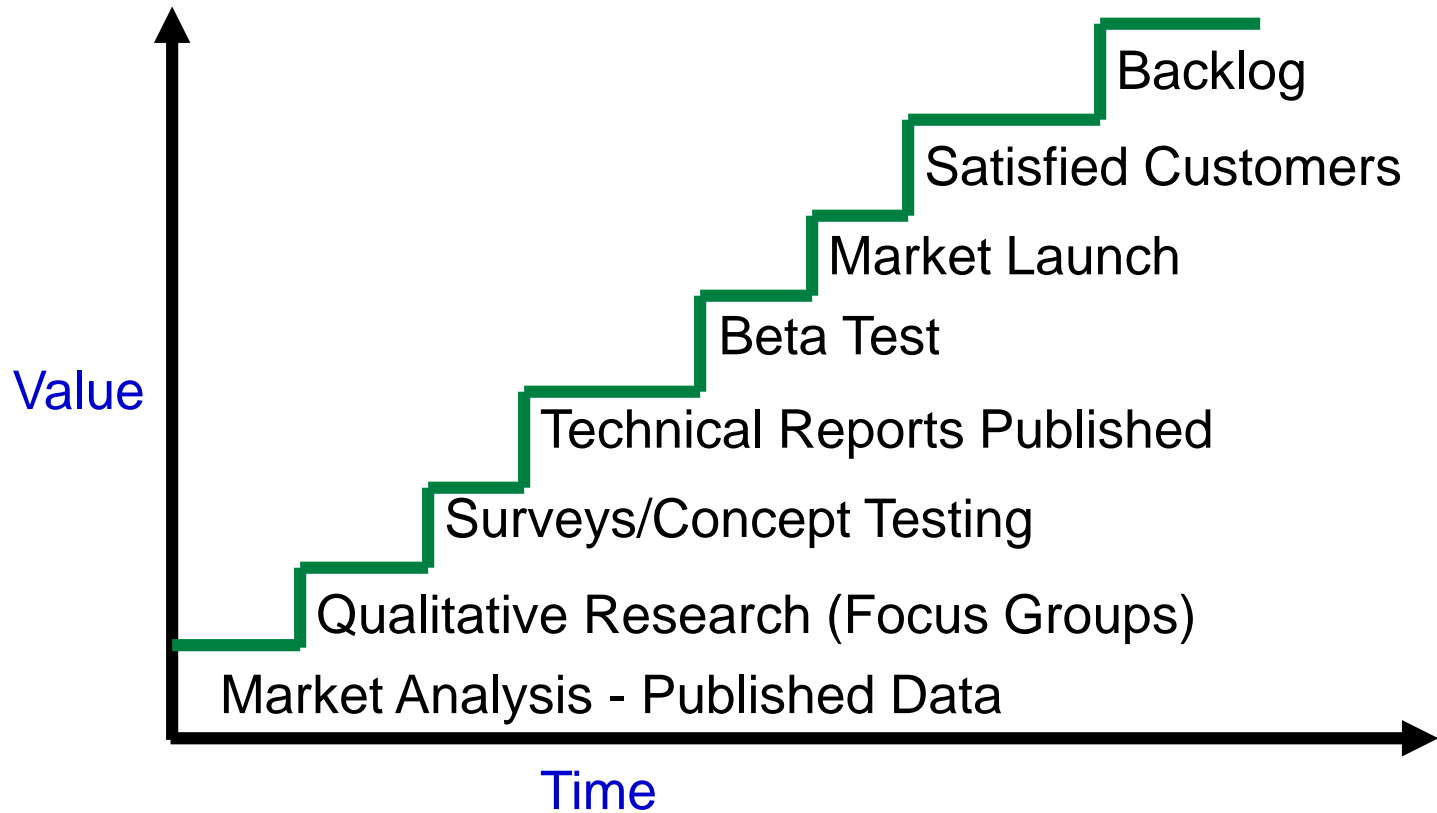 Backlog
Satisfied Customers
Market Launch
Beta Test
Value
Technical Reports Published
Surveys/Concept Testing
Qualitative Research (Focus Groups)
Market Analysis - Published Data
Time